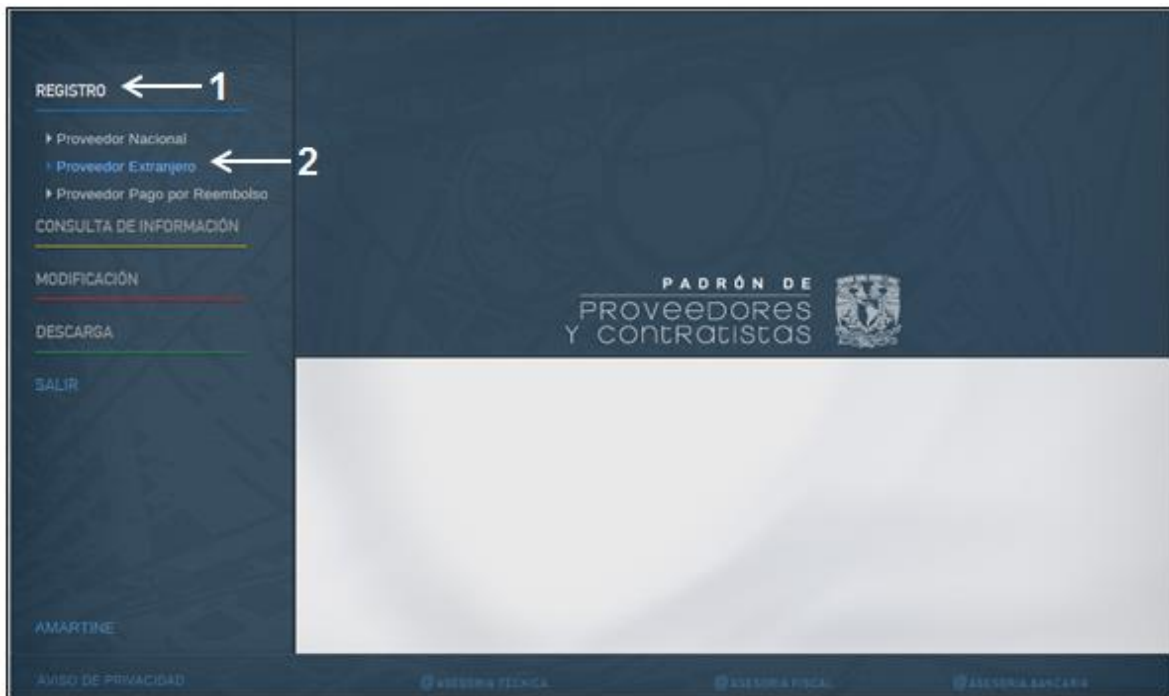 REGISTRO 1
Proveedor Nacional
Proveedor Extranjero 2
Proveedor Pago por Reembolso
CONSULTA DE INFORMACIÓN
MODIFICACIÓN
DESCARGA
SALIR
PADRÓN DE
PROVEEDORES
Y CONTRATISTAS
AMARTINE
AVISO DE PRIVACIDAD
@ASESORIA TÉCNICA
@ASESORIA FISCAL
@ASESORIA BANCARIA